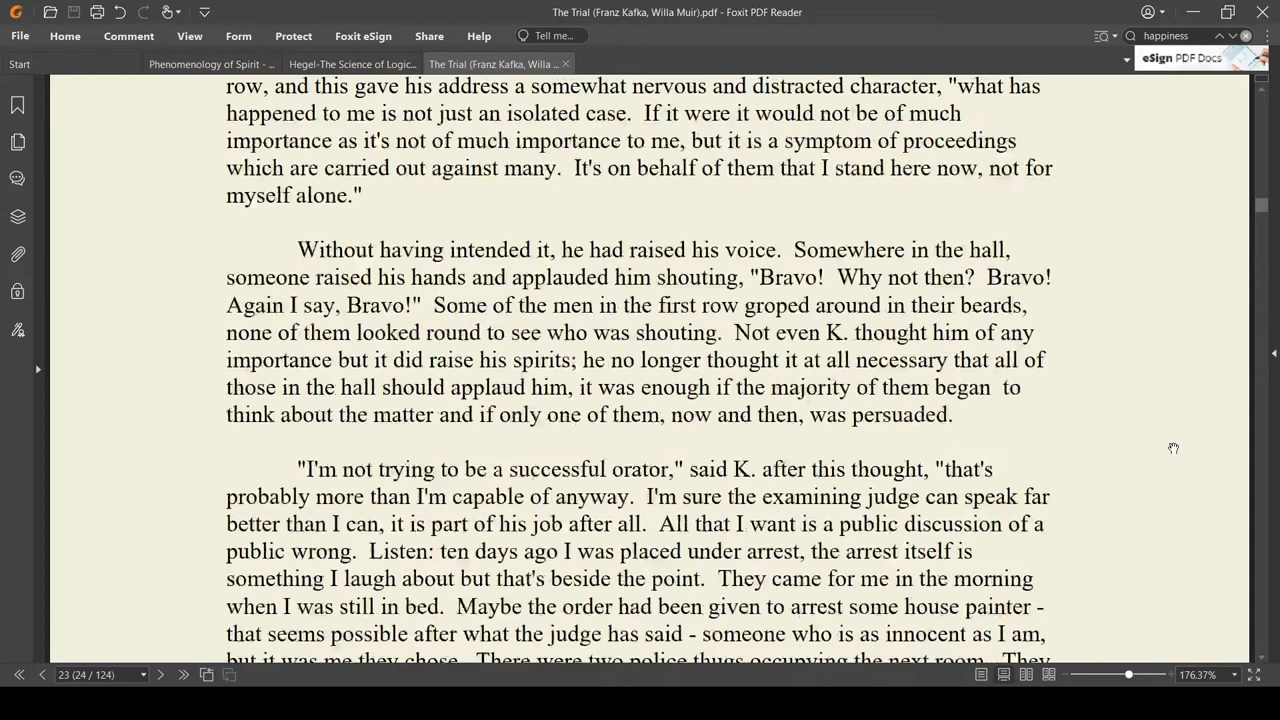 The Trial (Franz Kafka, Willa Muir).pdf - Foxit PDF Reader
File Home Comment View Form Protect Foxit eSign Share Help Tell me... happiness
Start Phenomenology of Spirit - ... Hegel-The Science of Logic... The Trial (Franz Kafka, Willa ... eSign PDF Docs
row, and this gave his address a somewhat nervous and distracted character, "what has
happened to me is not just an isolated case. If it were it would not be of much
importance as it's not of much importance to me, but it is a symptom of proceedings
which are carried out against many. It's on behalf of them that I stand here now, not for
myself alone."
Without having intended it, he had raised his voice. Somewhere in the hall,
someone raised his hands and applauded him shouting, "Bravo! Why not then? Bravo!
Again I say, Bravo!" Some of the men in the first row groped around in their beards,
none of them looked round to see who was shouting. Not even K. thought him of any
importance but it did raise his spirits; he no longer thought it at all necessary that all of
those in the hall should applaud him, it was enough if the majority of them began to
think about the matter and if only one of them, now and then, was persuaded.
"I'm not trying to be a successful orator," said K. after this thought, "that's
probably more than I'm capable of anyway. I'm sure the examining judge can speak far
better than I can, it is part of his job after all. All that I want is a public discussion of a
public wrong. Listen: ten days ago I was placed under arrest, the arrest itself is
something I laugh about but that's beside the point. They came for me in the morning
when I was still in bed. Maybe the order had been given to arrest some house painter -
that seems possible after what the judge has said - someone who is as innocent as I am,
but it was me they chose. There were two police thugs occupying the next room. They
23 (24 / 124) 176.37%